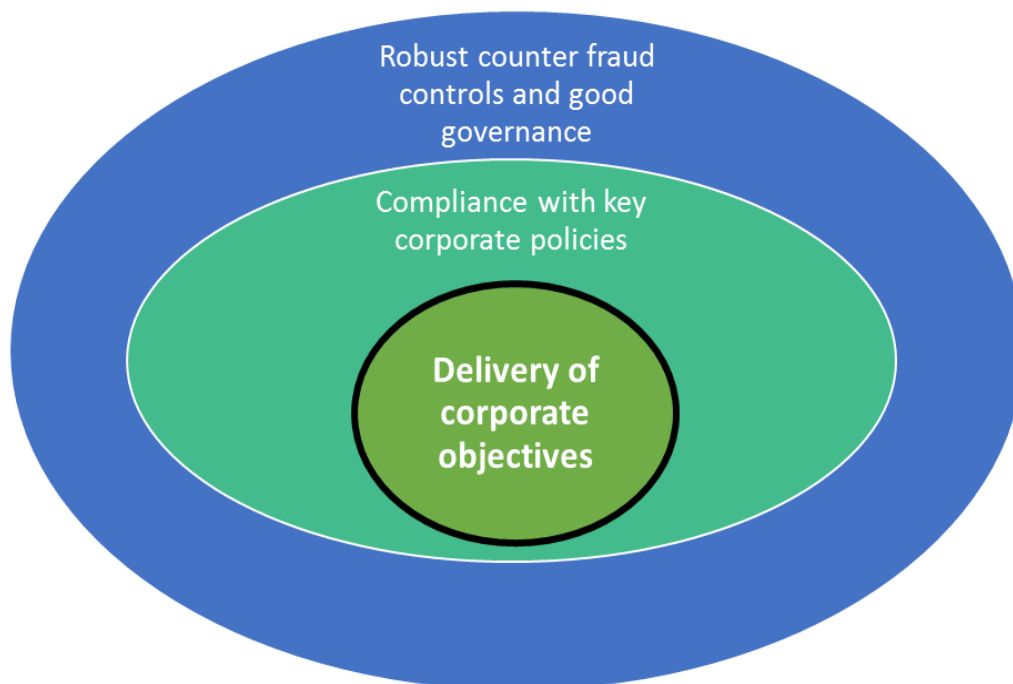 Robust counter fraud
controls and good
governance
Compliance with key
corporate policies
Delivery of
corporate
objectives